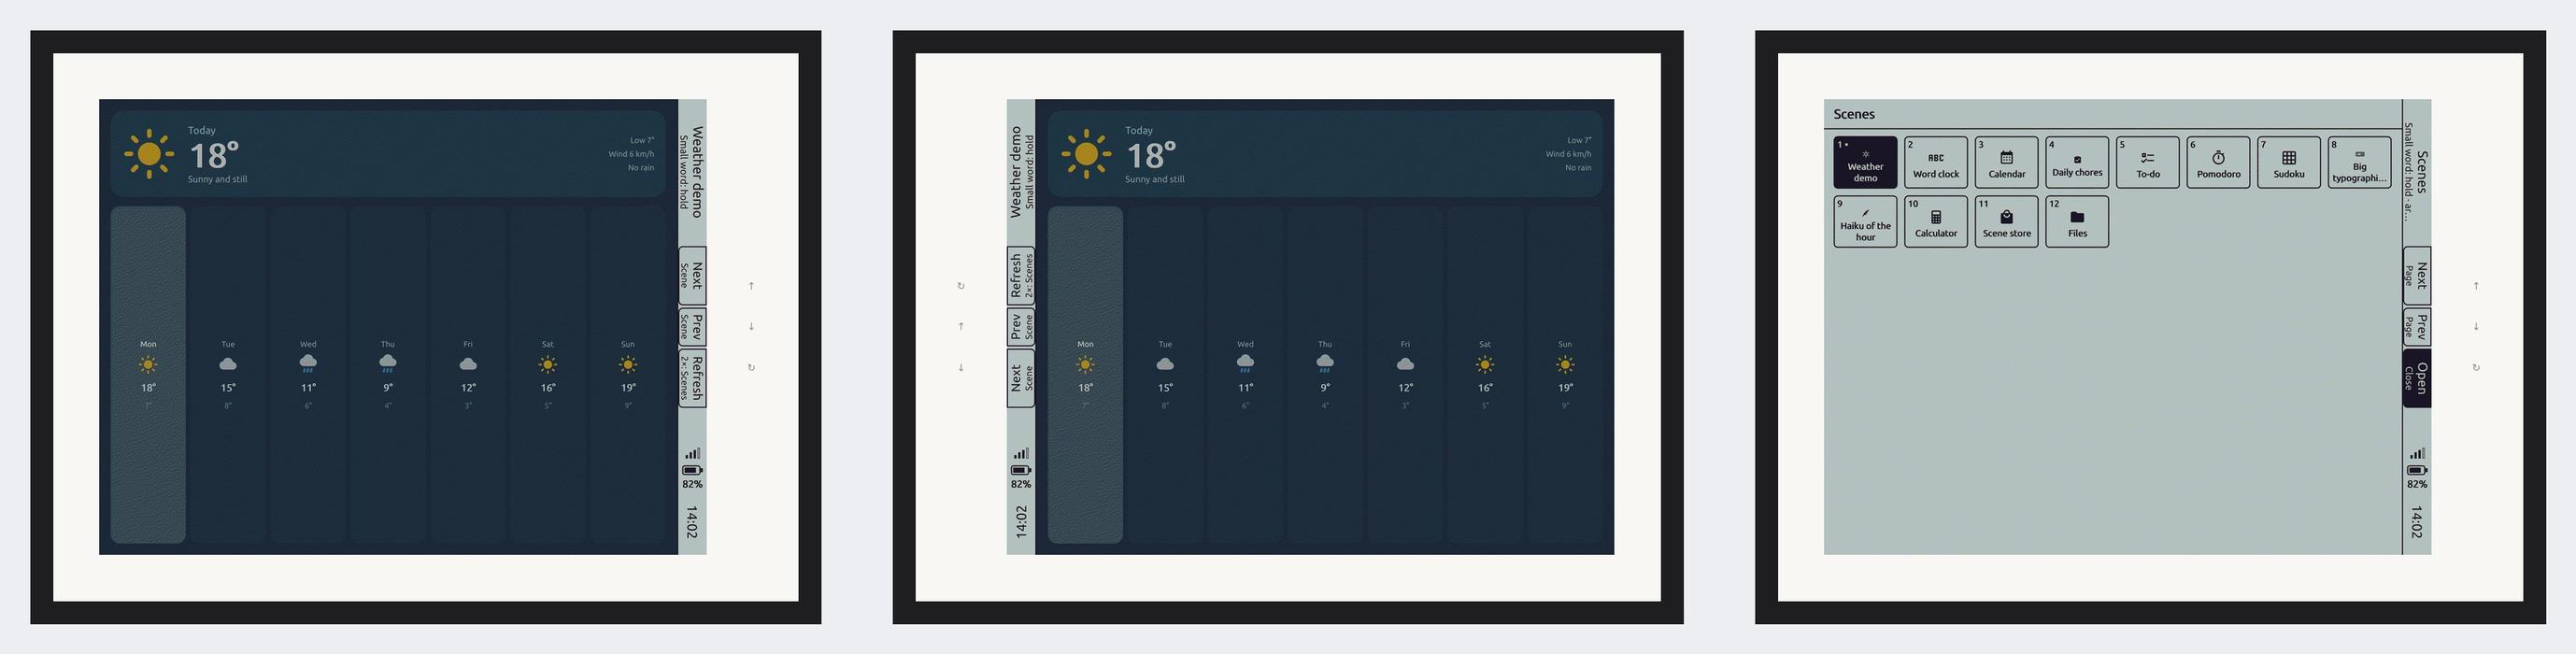 Today
18°
Sunny and still
Low 7°
Wind 6 km/h
No rain
Mon
18°
7°
Tue
15°
8°
Wed
11°
6°
Thu
9°
4°
Fri
12°
3°
Sat
16°
5°
Sun
19°
9°
Weather demo
Small word: hold
Next
Scene
Prev
Scene
Refresh
2×: Scenes
82%
14:02
↑
↓
↻
Weather demo
Small word: hold
Refresh
2×: Scenes
Prev
Scene
Next
Scene
82%
14:02
↻
↑
↓
Today
18°
Sunny and still
Low 7°
Wind 6 km/h
No rain
Mon
18°
7°
Tue
15°
8°
Wed
11°
6°
Thu
9°
4°
Fri
12°
3°
Sat
16°
5°
Sun
19°
9°
Scenes
1 •
Weather
demo
2
ABC
Word clock
3
Calendar
4
Daily chores
5
To-do
6
Pomodoro
7
Sudoku
8
Big
typographi...
9
Haiku of the
hour
10
Calculator
11
Scene store
12
Files
Scenes
Small word: hold · ar...
Next
Page
Prev
Page
Open
Close
82%
14:02
↑
↓
↻